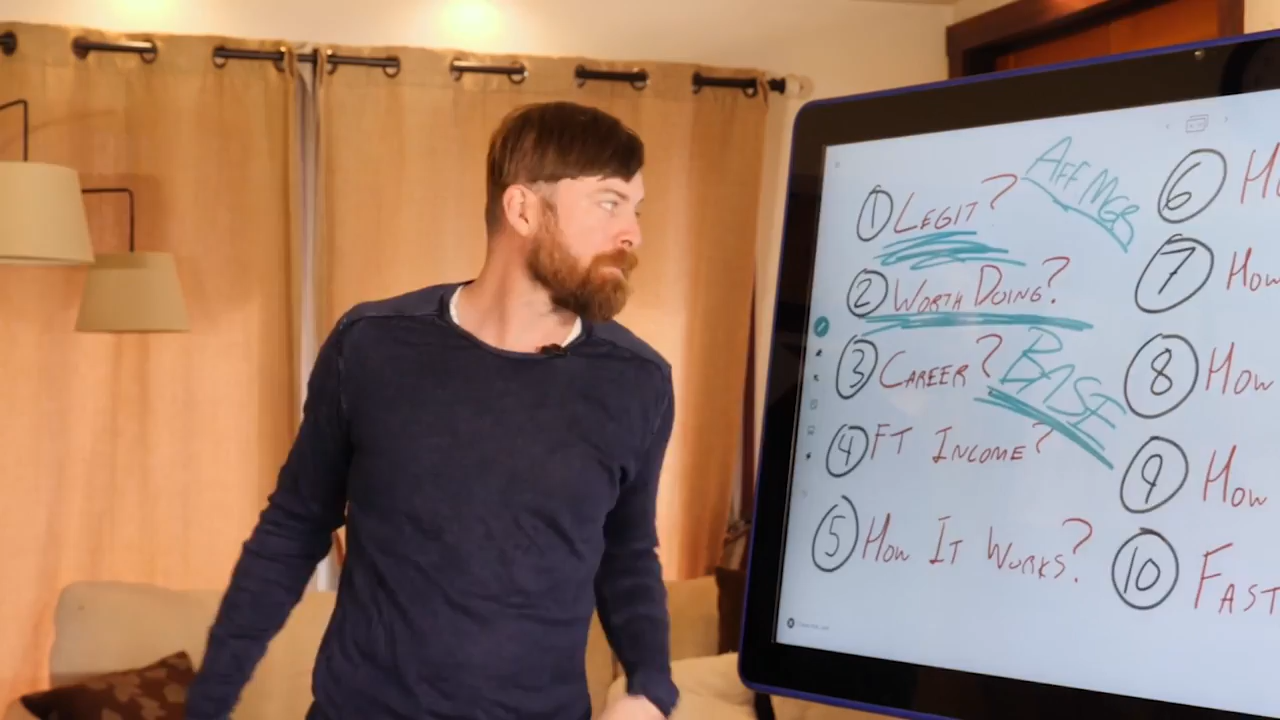 ① LEGIT?
AFF MGR
② WORTH DOING?
③ CAREER?
BASE
④ FT INCOME?
⑤ HOW IT WORKS?
⑥
⑦ HOW
⑧ HOW
⑨ HOW
⑩ FAST